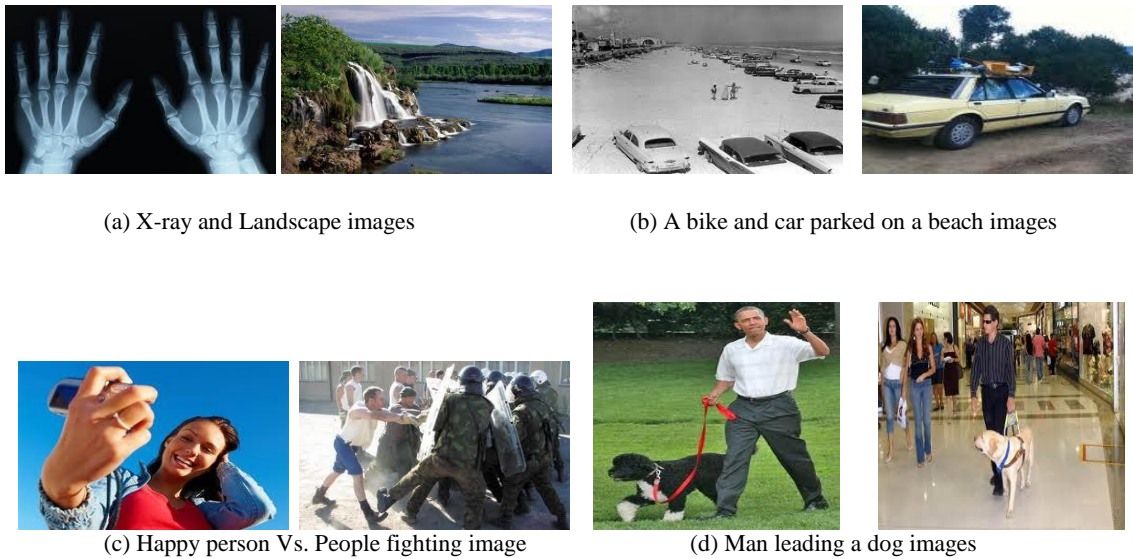 (a) X-ray and Landscape images
(b) A bike and car parked on a beach images
(c) Happy person Vs. People fighting image
(d) Man leading a dog images